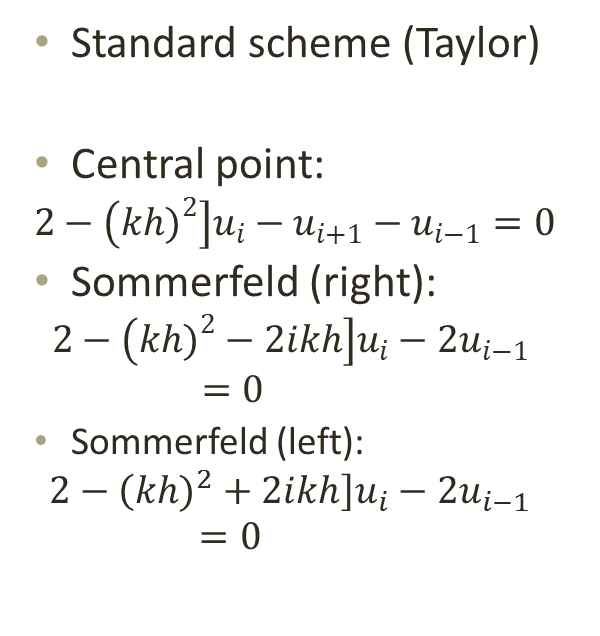 • Standard scheme (Taylor)
• Central point:
2 − (kh)²]uᵢ − uᵢ₊₁ − uᵢ₋₁ = 0
• Sommerfeld (right):
2 − (kh)² − 2ikh]uᵢ − 2uᵢ₋₁
= 0
• Sommerfeld (left):
2 − (kh)² + 2ikh]uᵢ − 2uᵢ₋₁
= 0